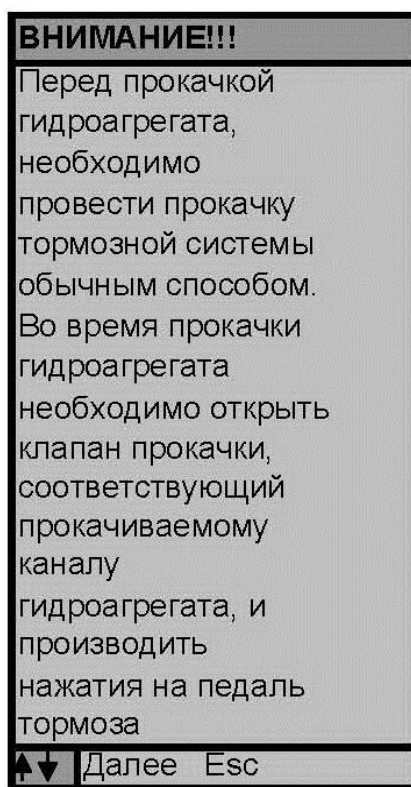 ВНИМАНИЕ!!!
Перед прокачкой
гидроагрегата,
необходимо
провести прокачку
тормозной системы
обычным способом.
Во время прокачки
гидроагрегата
необходимо открыть
клапан прокачки,
соответствующий
прокачиваемому
каналу
гидроагрегата, и
производить
нажатия на педаль
тормоза
Далее Esc